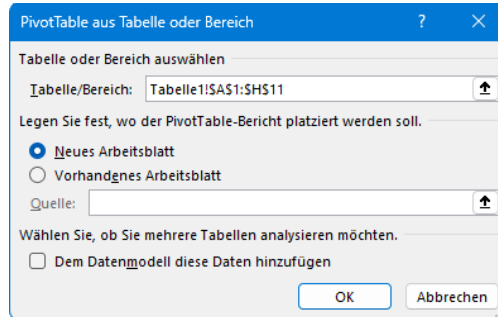 PivotTable aus Tabelle oder Bereich ? ×
Tabelle oder Bereich auswählen
Tabelle/Bereich: Tabelle1!$A$1:$H$11
Legen Sie fest, wo der PivotTable-Bericht platziert werden soll.
Neues Arbeitsblatt
Vorhandenes Arbeitsblatt
Quelle:
Wählen Sie, ob Sie mehrere Tabellen analysieren möchten.
Dem Datenmodell diese Daten hinzufügen
OK Abbrechen